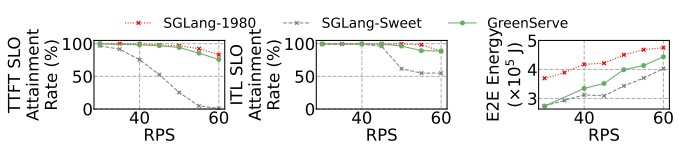 SGLang-1980 SGLang-Sweet GreenServe
TTFT SLO
Attainment
Rate (%)
100
50
0
40
60
RPS
ITL SLO
Attainment
Rate (%)
100
50
0
40
60
RPS
E2E Energy
(×10⁵ J)
5
4
3
40
60
RPS